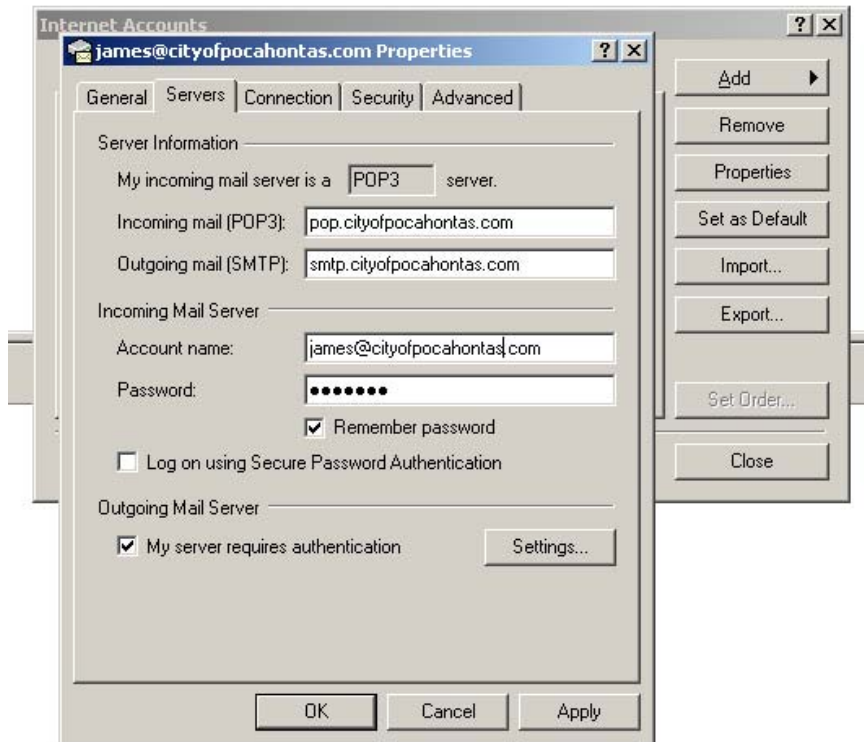 Internet Accounts
james@cityofpocahontas.com Properties
General Servers Connection Security Advanced
Server Information
My incoming mail server is a POP3 server.
Incoming mail (POP3): pop.cityofpocahontas.com
Outgoing mail (SMTP): smtp.cityofpocahontas.com
Incoming Mail Server
Account name: james@cityofpocahontas.com
Password: •••••••
Remember password
Log on using Secure Password Authentication
Outgoing Mail Server
My server requires authentication Settings...
OK Cancel Apply
Add
Remove
Properties
Set as Default
Import...
Export...
Set Order...
Close